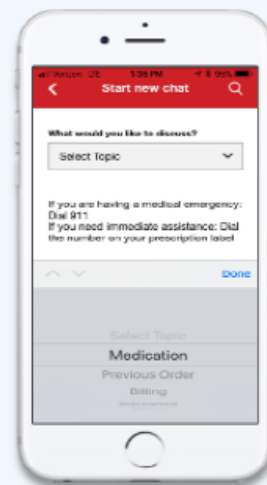 Verizon LTE 1:35 PM
Start new chat
What would you like to discuss?
Select Topic
If you are having a medical emergency:
Dial 911
If you need immediate assistance: Dial
the number on your prescription label
Done
Select Topic
Medication
Previous Order
Billing